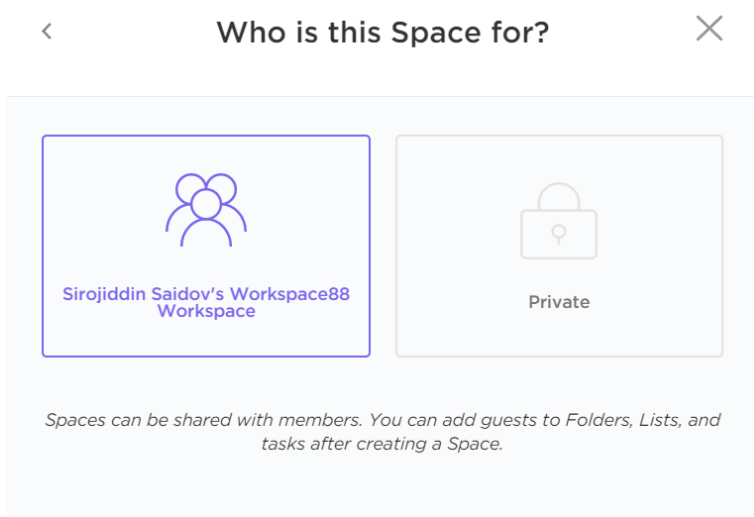 Who is this Space for?
Sirojiddin Saidov's Workspace88
Workspace
Private
Spaces can be shared with members. You can add guests to Folders, Lists, and
tasks after creating a Space.